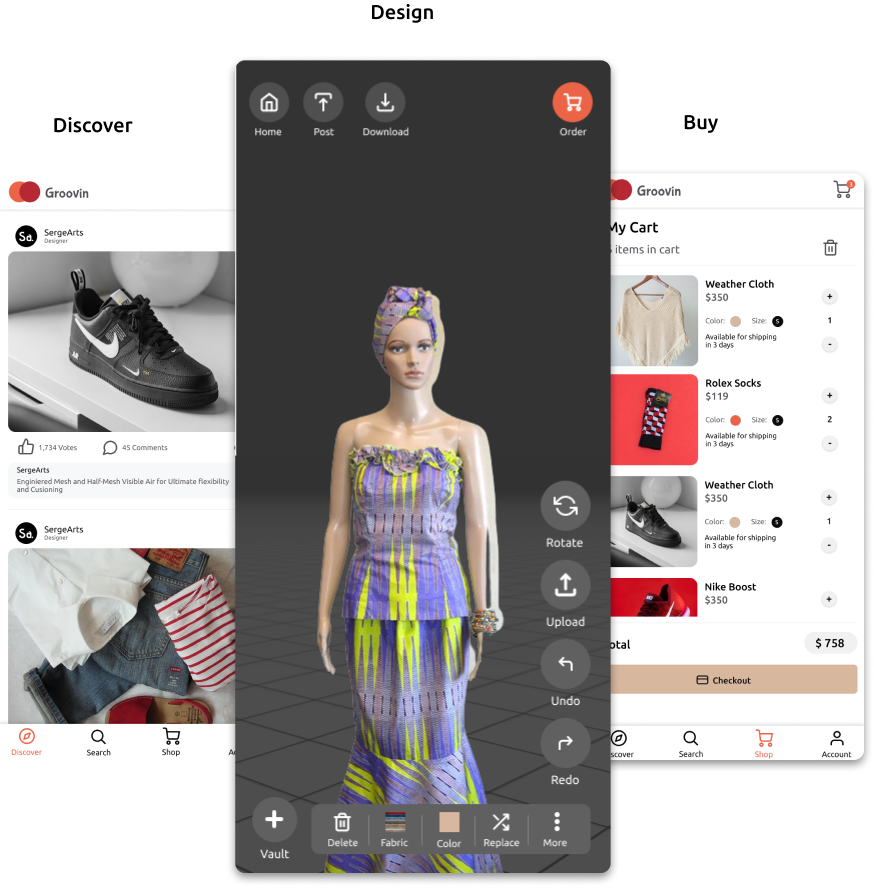 Design
Discover
Buy
Groovin
SergeArts
Designer
Sa.
AIR
1,734 Votes
45 Comments
SergeArts
Enginiered Mesh and Half-Mesh Visible Air for Ultimate flexibility
and Cusioning
SergeArts
Designer
Sa.
Discover
Search
Shop
Home
Post
Download
Order
Rotate
Upload
Undo
Redo
Vault
Delete
Fabric
Color
Replace
More
Groovin
My Cart
items in cart
Weather Cloth
$350
+
Color:
Size:
S
1
Available for shipping
in 3 days
-
Rolex Socks
$119
+
Color:
Size:
S
2
Available for shipping
in 3 days
-
Weather Cloth
$350
+
Color:
Size:
S
1
Available for shipping
in 3 days
-
Nike Boost
$350
+
otal
$ 758
Checkout
scover
Search
Shop
Account